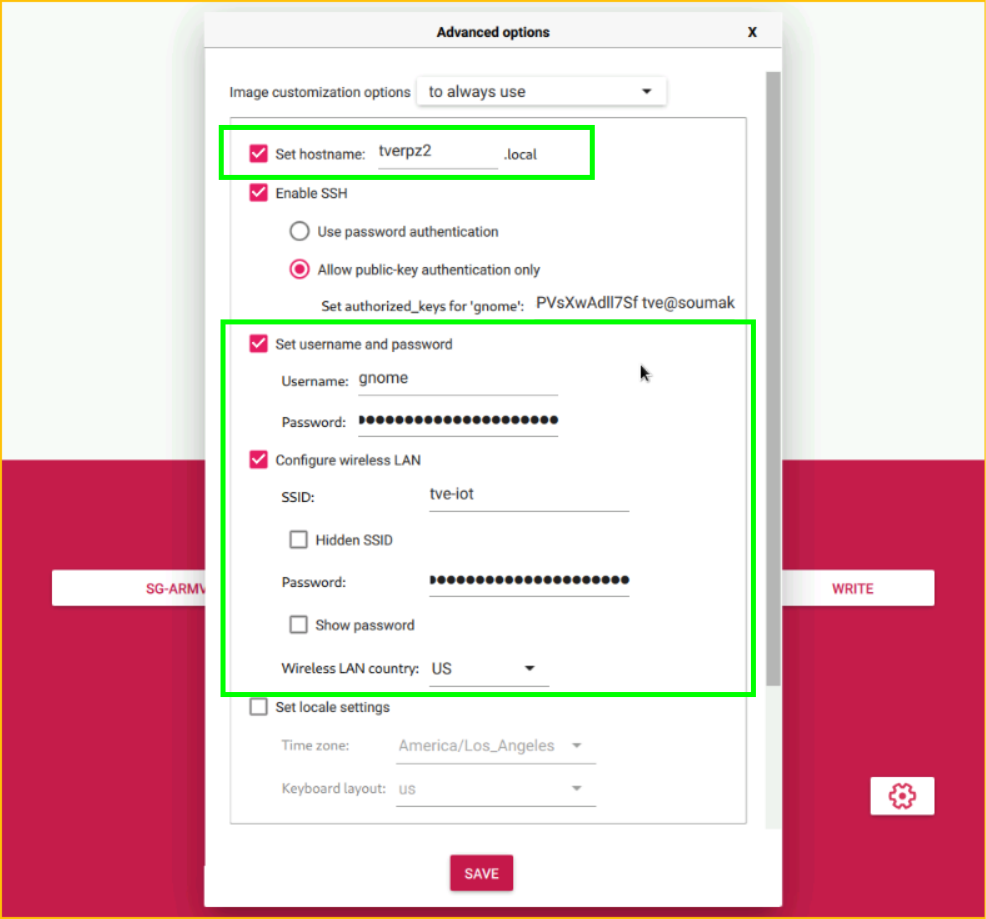 Advanced options X
Image customization options to always use
Set hostname: tverpz2 .local
Enable SSH
Use password authentication
Allow public-key authentication only
Set authorized_keys for 'gnome': PVsXwAdll7Sf tve@soumak
Set username and password
Username: gnome
Password:
Configure wireless LAN
SSID: tve-iot
Hidden SSID
SG-ARMV
Password:
WRITE
Show password
Wireless LAN country: US
Set locale settings
Time zone: America/Los_Angeles
Keyboard layout: us
SAVE